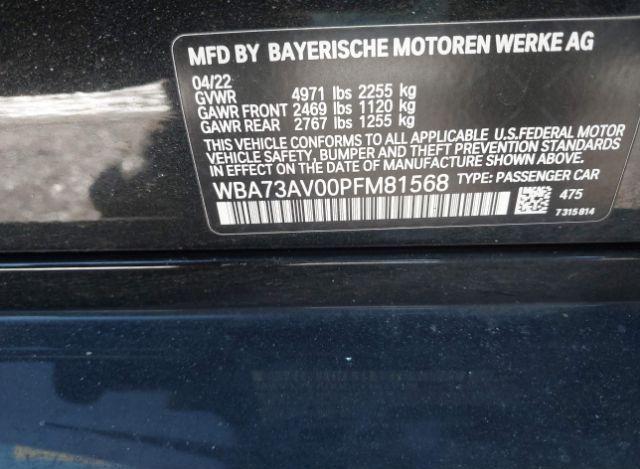 MFD BY BAYERISCHE MOTOREN WERKE AG
04/22
GVWR 4971 lbs 2255 kg
GAWR FRONT 2469 lbs 1120 kg
GAWR REAR 2767 lbs 1255 kg
THIS VEHICLE CONFORMS TO ALL APPLICABLE U.S.FEDERAL MOTOR
VEHICLE SAFETY, BUMPER AND THEFT PREVENTION STANDARDS
IN EFFECT ON THE DATE OF MANUFACTURE SHOWN ABOVE.
WBA73AV00PFM81568 TYPE: PASSENGER CAR
475
7315814